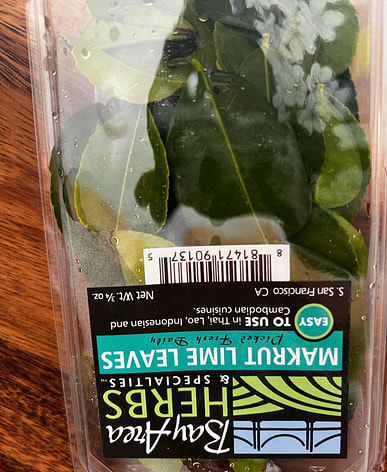 Bay Area
HERBS
& SPECIALTIES™
MAKRUT LIME LEAVES
Picked Fresh Daily
EASY TO USE in Thai, Lao, Indonesian and
Cambodian cuisines.
S. San Francisco CA Net Wt. ¾ oz.
8 81471 90137 5